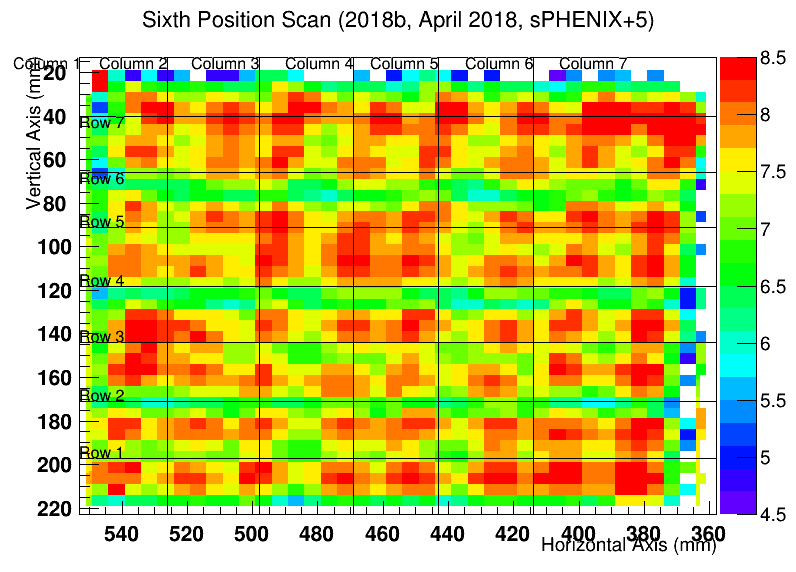 Sixth Position Scan (2018b, April 2018, sPHENIX+5)
Column 1 Column 2 Column 3 Column 4 Column 5 Column 6 Column 7
Vertical Axis (mm)
20
40
Row 7
60
Row 6
80
Row 5
100
Row 4
120
140
Row 3
160
Row 2
180
Row 1
200
220
540 520 500 480 460 440 420 400 380 360
Horizontal Axis (mm)
8.5
8
7.5
7
6.5
6
5.5
5
4.5